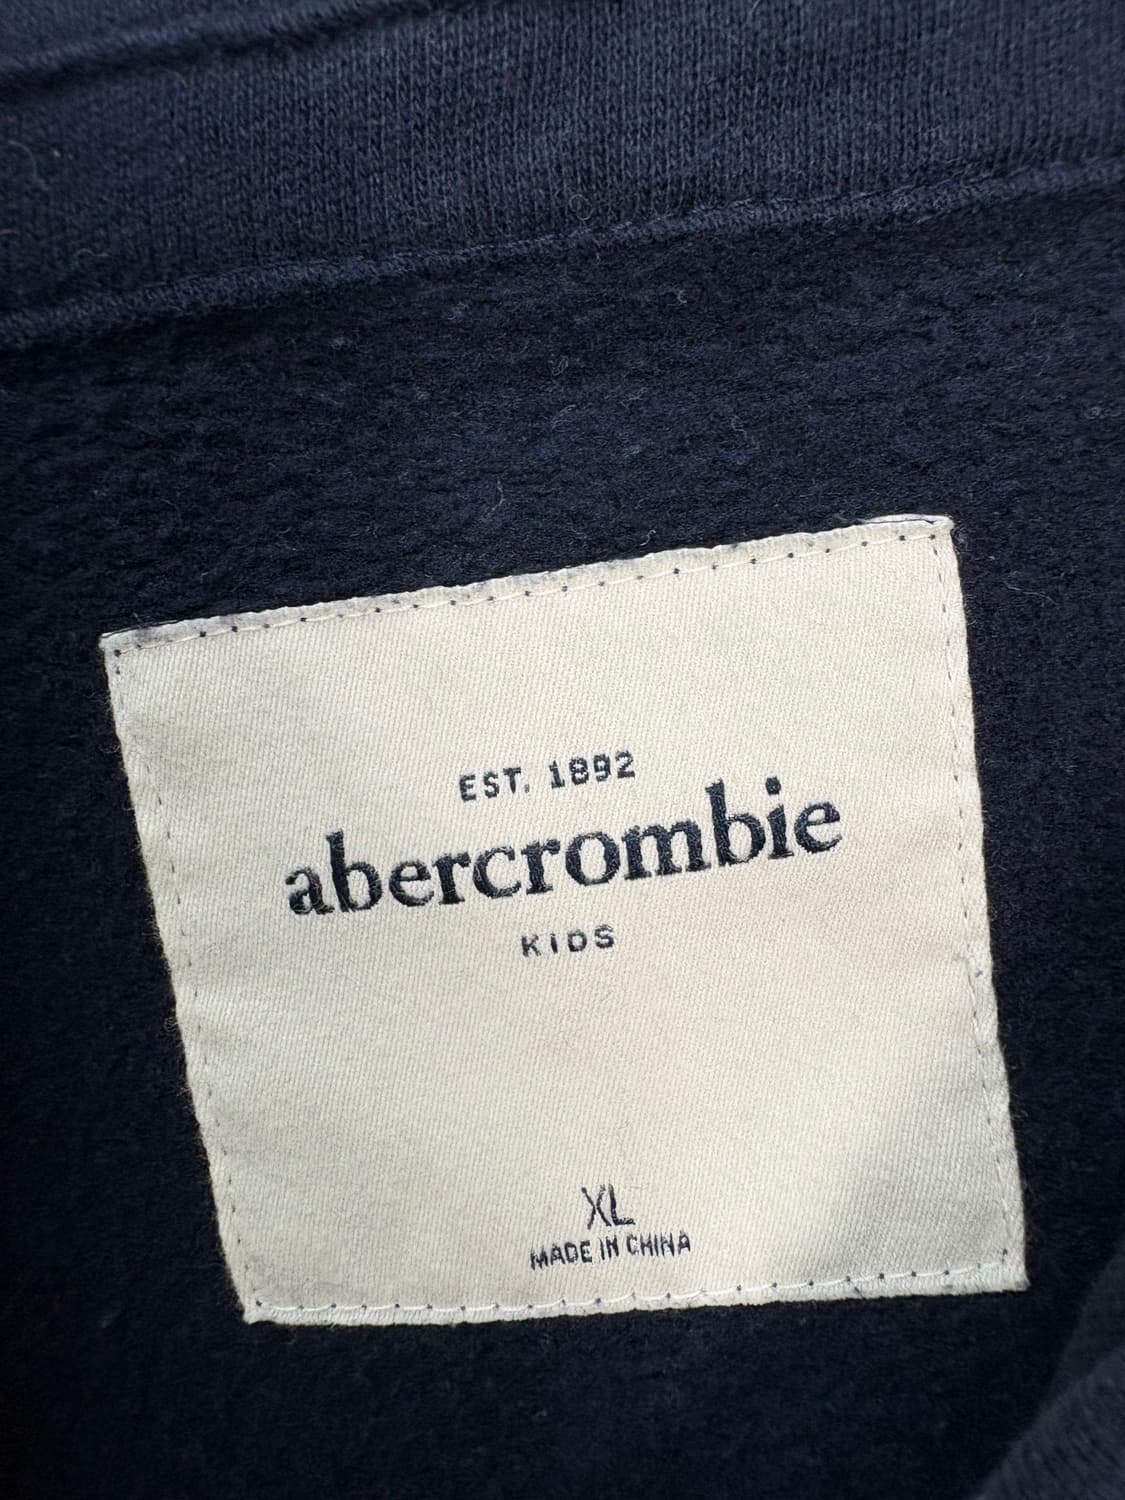 EST. 1892
abercrombie
KIDS
XL
MADE IN CHINA